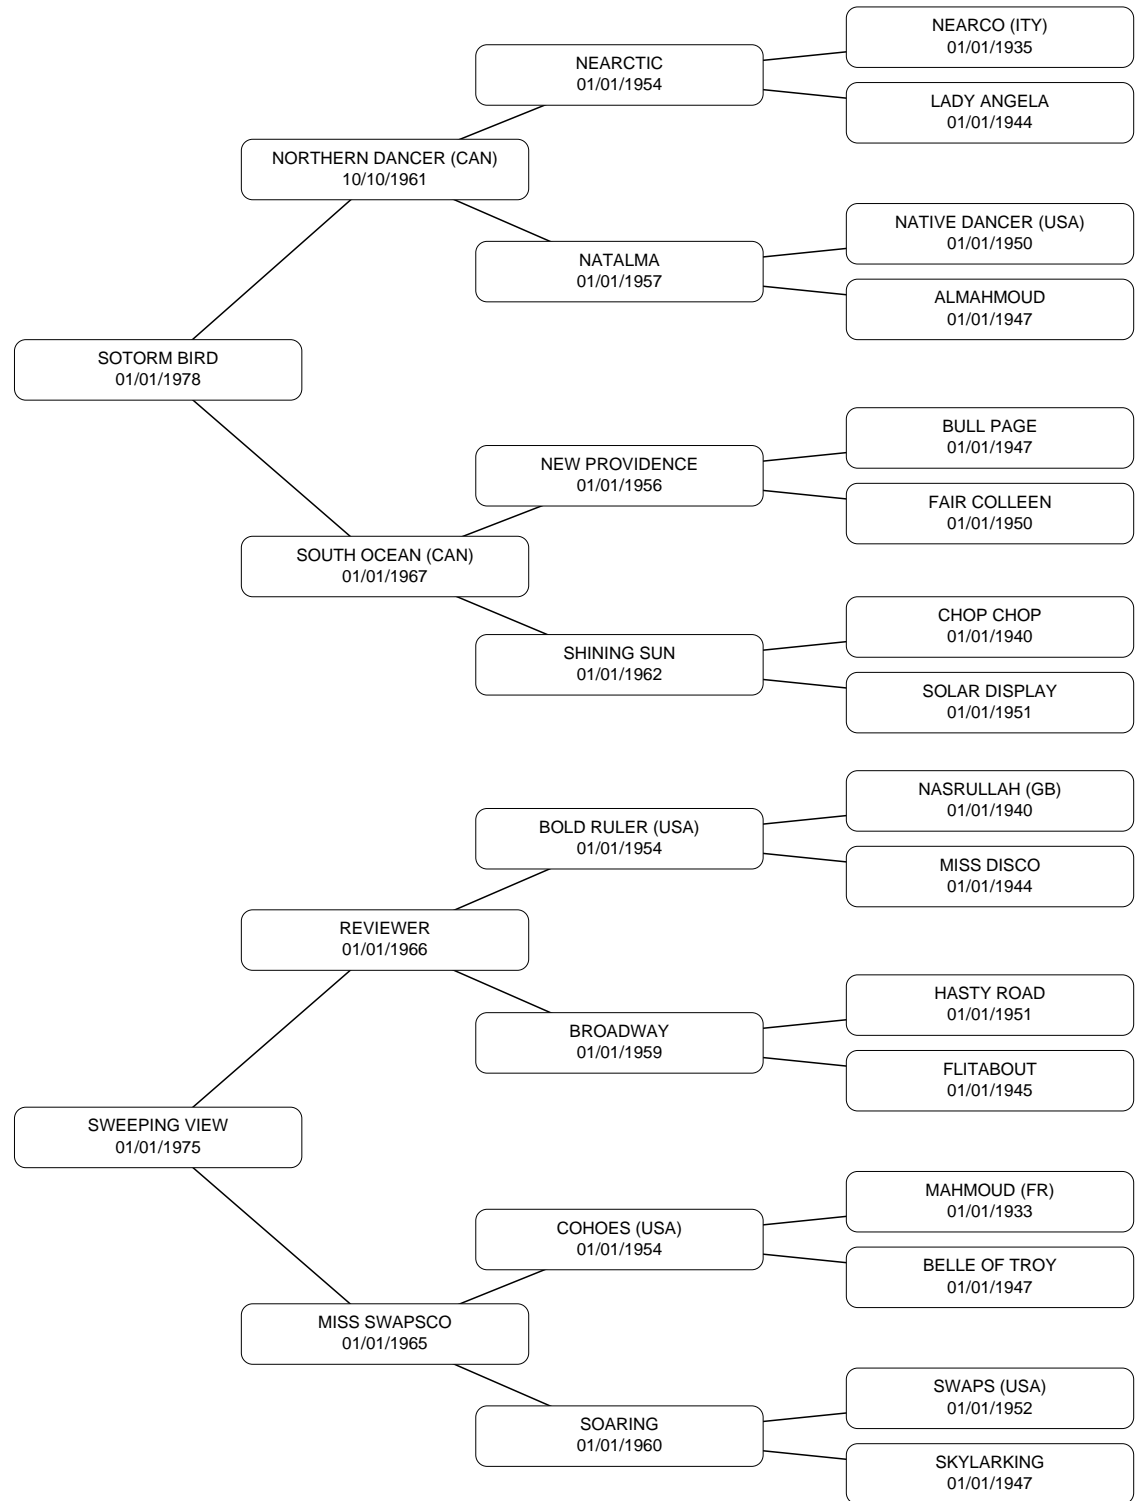 NEARCO (ITY)
01/01/1935
NEARCTIC
01/01/1954
LADY ANGELA
01/01/1944
NORTHERN DANCER (CAN)
10/10/1961
NATIVE DANCER (USA)
01/01/1950
NATALMA
01/01/1957
ALMAHMOUD
01/01/1947
SOTORM BIRD
01/01/1978
BULL PAGE
01/01/1947
NEW PROVIDENCE
01/01/1956
FAIR COLLEEN
01/01/1950
SOUTH OCEAN (CAN)
01/01/1967
CHOP CHOP
01/01/1940
SHINING SUN
01/01/1962
SOLAR DISPLAY
01/01/1951
NASRULLAH (GB)
01/01/1940
BOLD RULER (USA)
01/01/1954
MISS DISCO
01/01/1944
REVIEWER
01/01/1966
HASTY ROAD
01/01/1951
BROADWAY
01/01/1959
FLITABOUT
01/01/1945
SWEEPING VIEW
01/01/1975
MAHMOUD (FR)
01/01/1933
COHOES (USA)
01/01/1954
BELLE OF TROY
01/01/1947
MISS SWAPSCO
01/01/1965
SWAPS (USA)
01/01/1952
SOARING
01/01/1960
SKYLARKING
01/01/1947